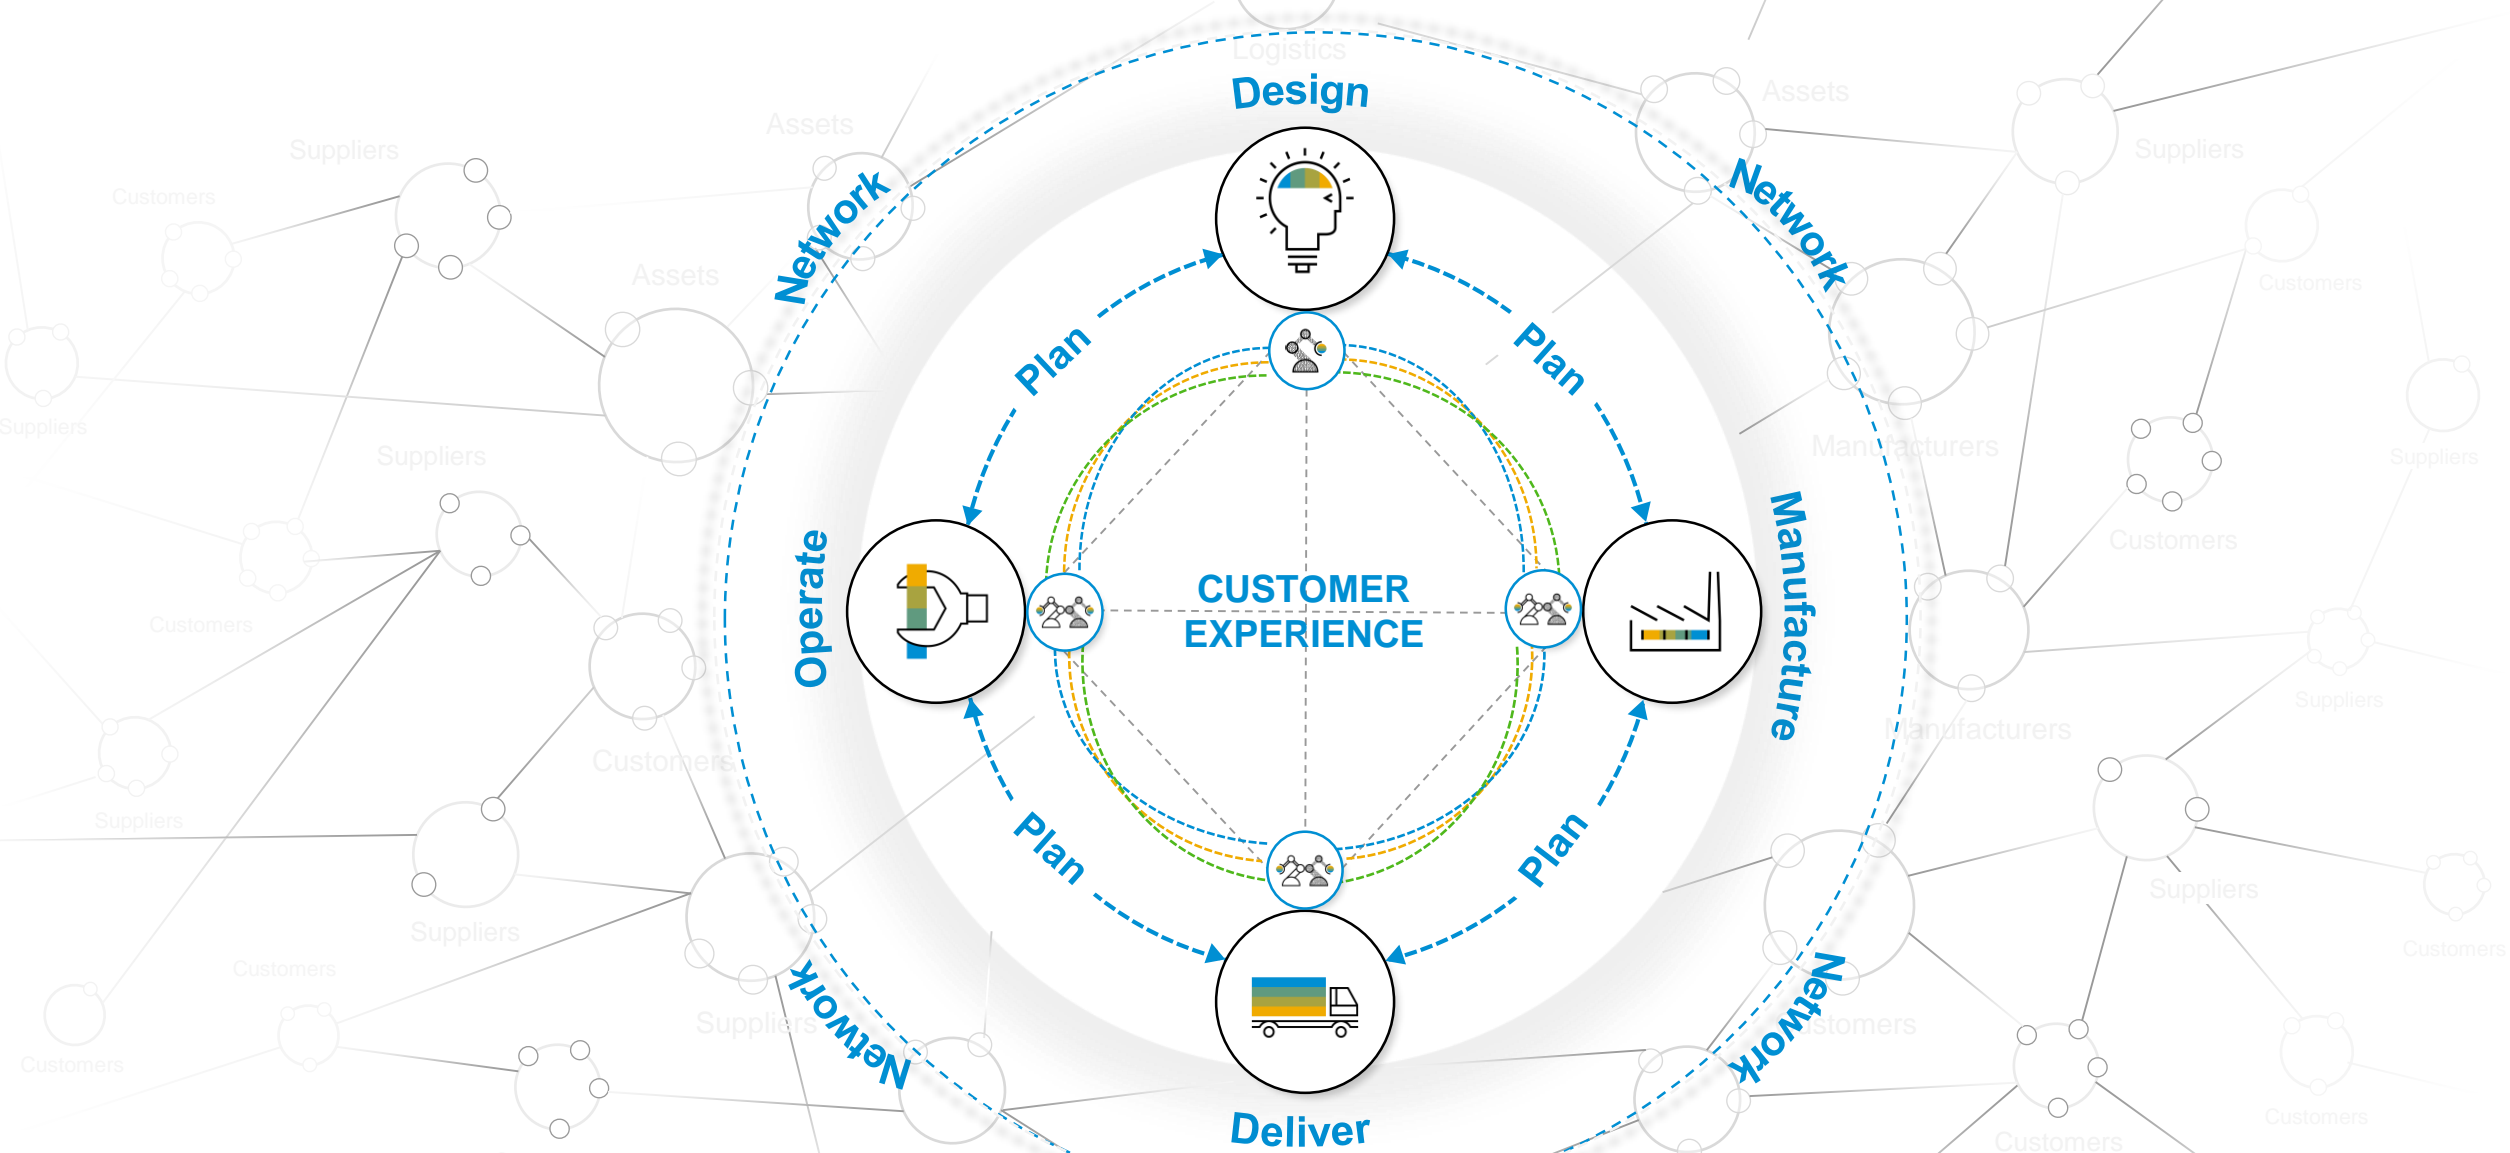 Logistics
Design
Assets
Assets
Suppliers
Suppliers
Customers
Network
Network
Assets
Customers
Plan
Plan
Suppliers
Manufacturers
Suppliers
Suppliers
Customers
Operate
CUSTOMER
EXPERIENCE
Manufacture
Customers
Suppliers
Manufacturers
Customers
Suppliers
Plan
Plan
Suppliers
Suppliers
Customers
Customers
Network
Network
Suppliers
Customers
Customers
Customers
Deliver
Customers